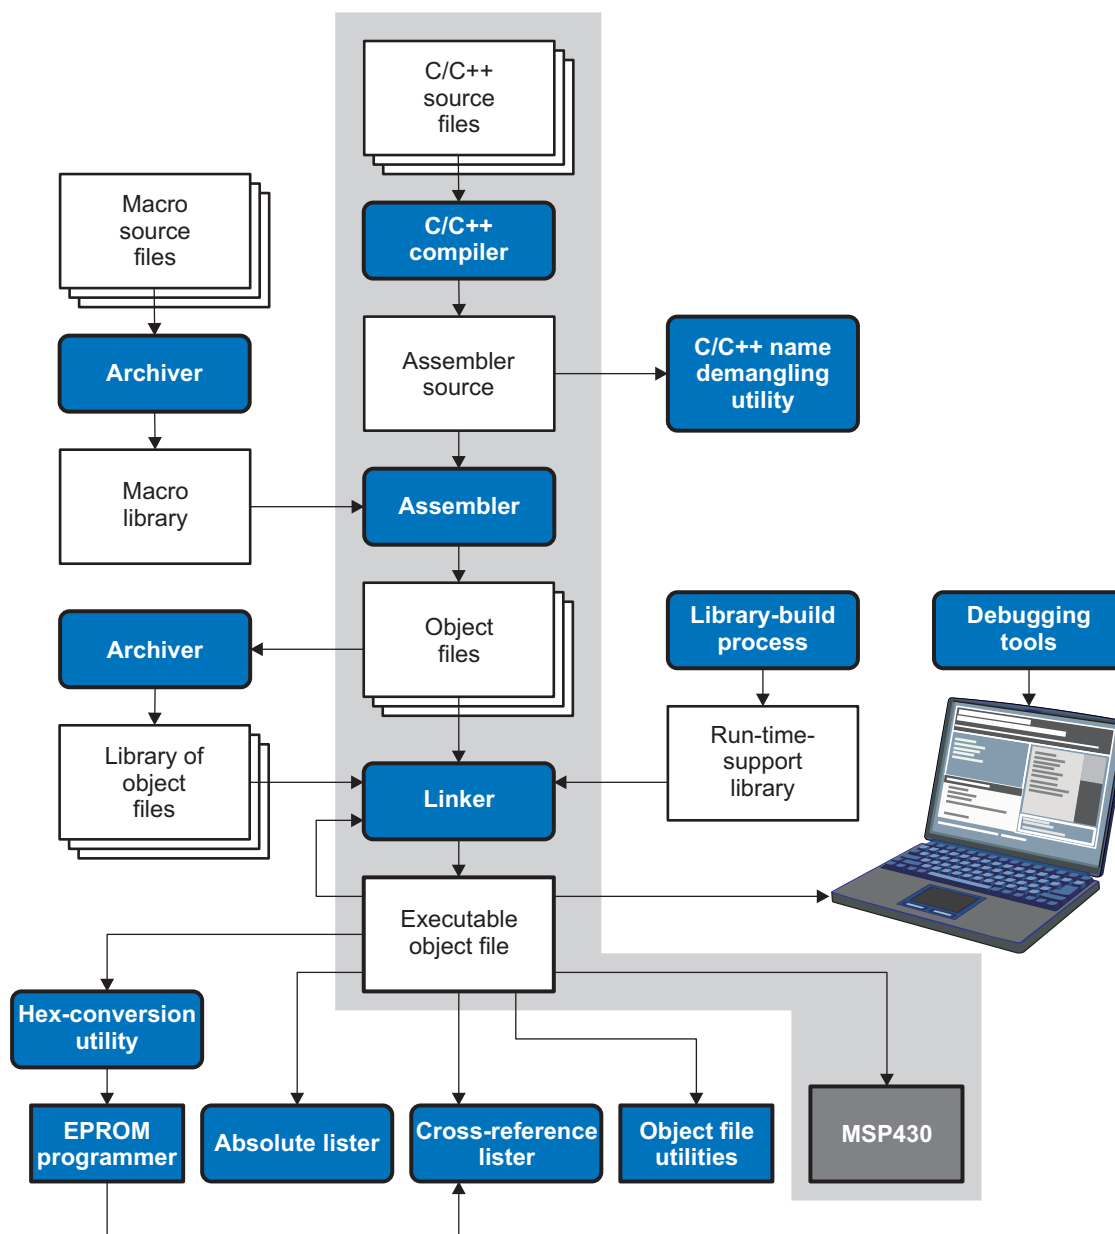 C/C++
source
files
Macro
source
files
C/C++
compiler
Archiver
Assembler
source
C/C++ name
demangling
utility
Macro
library
Assembler
Archiver
Object
files
Library-build
process
Debugging
tools
Library of
object
files
Linker
Run-time-
support
library
Executable
object file
Hex-conversion
utility
EPROM
programmer
Absolute lister
Cross-reference
lister
Object file
utilities
MSP430